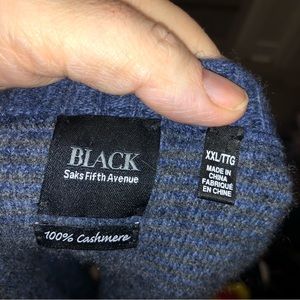 BLACK
Saks Fifth Avenue
100% Cashmere
XXL/TTG
MADE IN
CHINA
FABRIQUÉ
EN CHINE